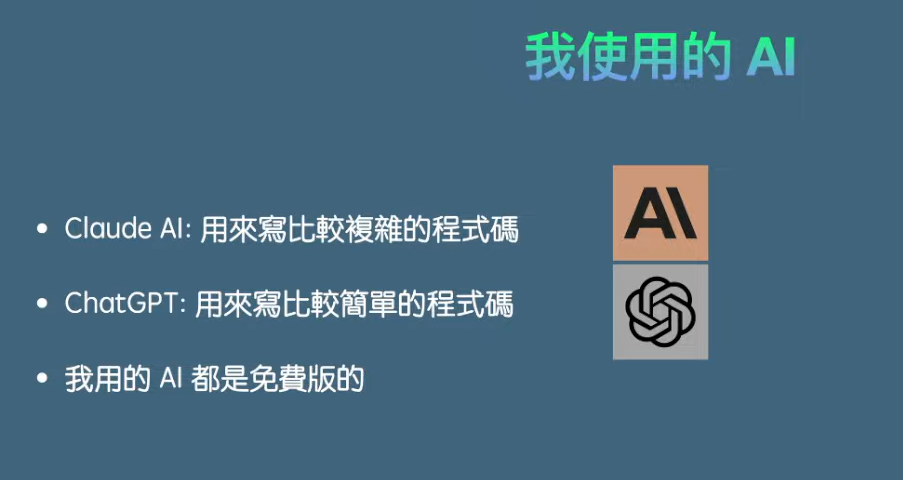 我使用的 AI
Claude AI: 用來寫比較複雜的程式碼
AI
ChatGPT: 用來寫比較簡單的程式碼
我用的 AI 都是免費版的